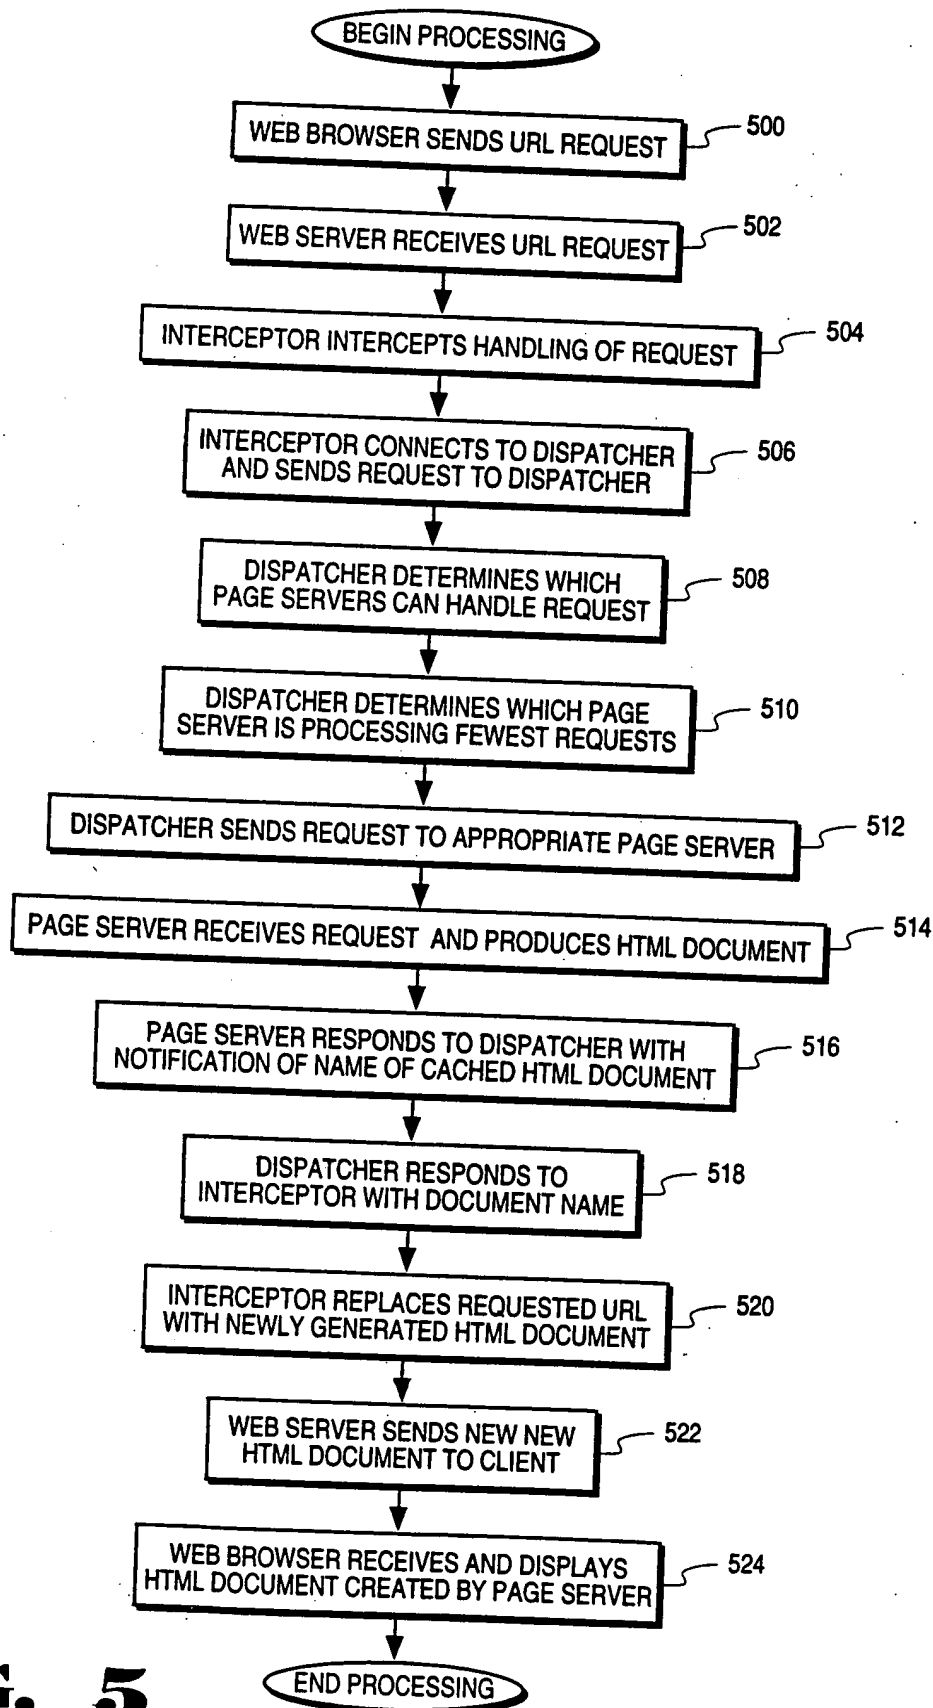 BEGIN PROCESSING
WEB BROWSER SENDS URL REQUEST
500
WEB SERVER RECEIVES URL REQUEST
502
INTERCEPTOR INTERCEPTS HANDLING OF REQUEST
504
INTERCEPTOR CONNECTS TO DISPATCHER
AND SENDS REQUEST TO DISPATCHER
506
DISPATCHER DETERMINES WHICH
PAGE SERVERS CAN HANDLE REQUEST
508
DISPATCHER DETERMINES WHICH PAGE
SERVER IS PROCESSING FEWEST REQUESTS
510
DISPATCHER SENDS REQUEST TO APPROPRIATE PAGE SERVER
512
PAGE SERVER RECEIVES REQUEST AND PRODUCES HTML DOCUMENT
514
PAGE SERVER RESPONDS TO DISPATCHER WITH
NOTIFICATION OF NAME OF CACHED HTML DOCUMENT
516
DISPATCHER RESPONDS TO
INTERCEPTOR WITH DOCUMENT NAME
518
INTERCEPTOR REPLACES REQUESTED URL
WITH NEWLY GENERATED HTML DOCUMENT
520
WEB SERVER SENDS NEW NEW
HTML DOCUMENT TO CLIENT
522
WEB BROWSER RECEIVES AND DISPLAYS
HTML DOCUMENT CREATED BY PAGE SERVER
524
END PROCESSING
5